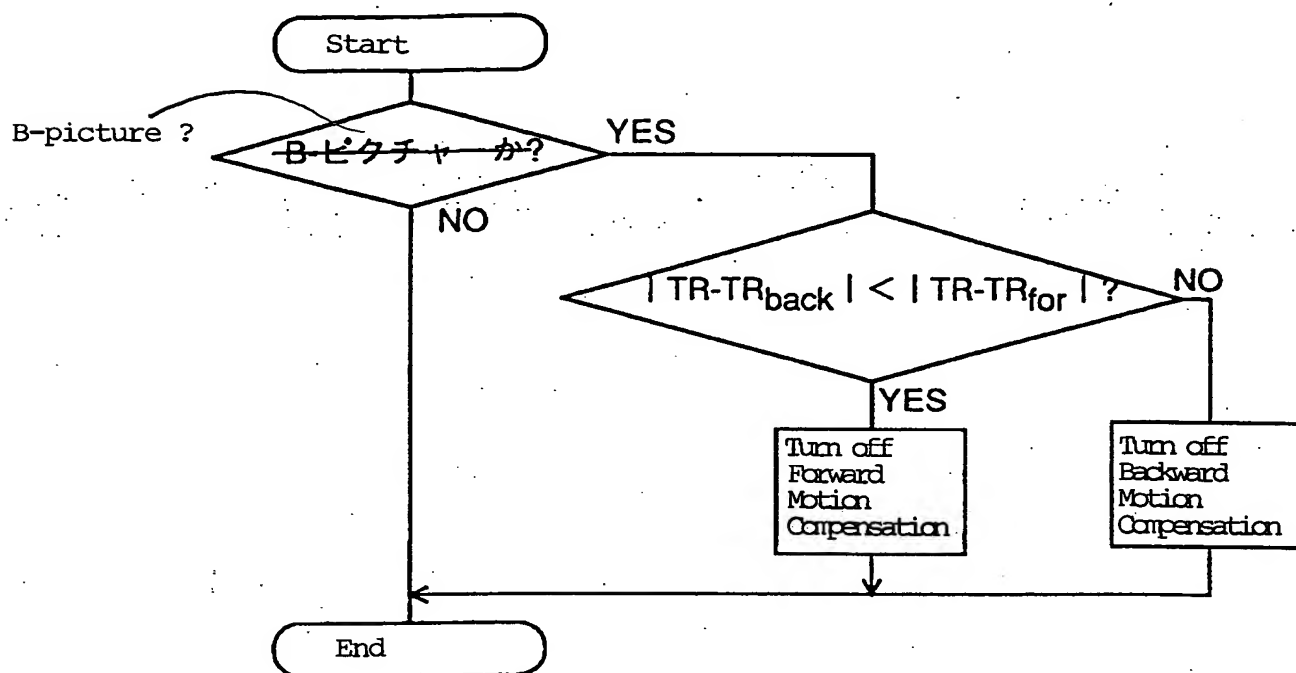 Start
B-picture ?
B-ピクチャーか?
YES
NO
| TR-TRback | < | TR-TRfor | ?
NO
YES
Turn off
Forward
Motion
Compensation
Turn off
Backward
Motion
Compensation
End